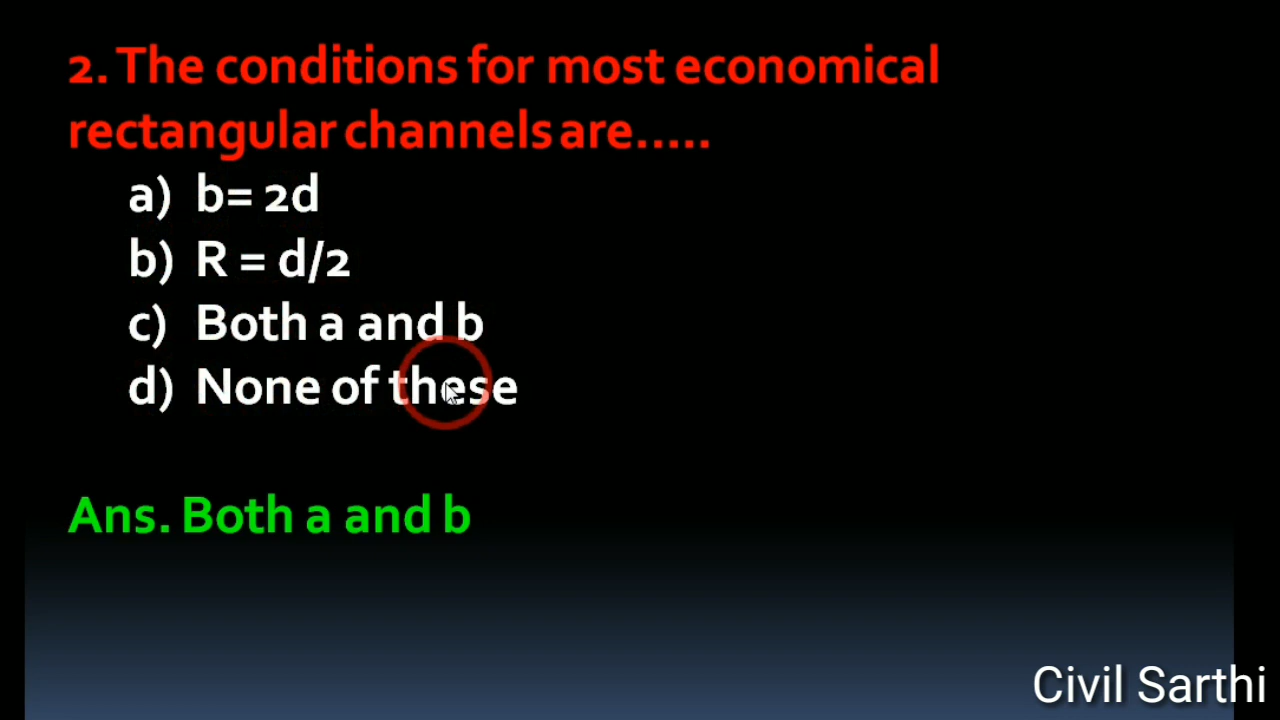 2. The conditions for most economical
rectangular channels are.....
a) b= 2d
b) R = d/2
c) Both a and b
d) None of these
Ans. Both a and b
Civil Sarthi